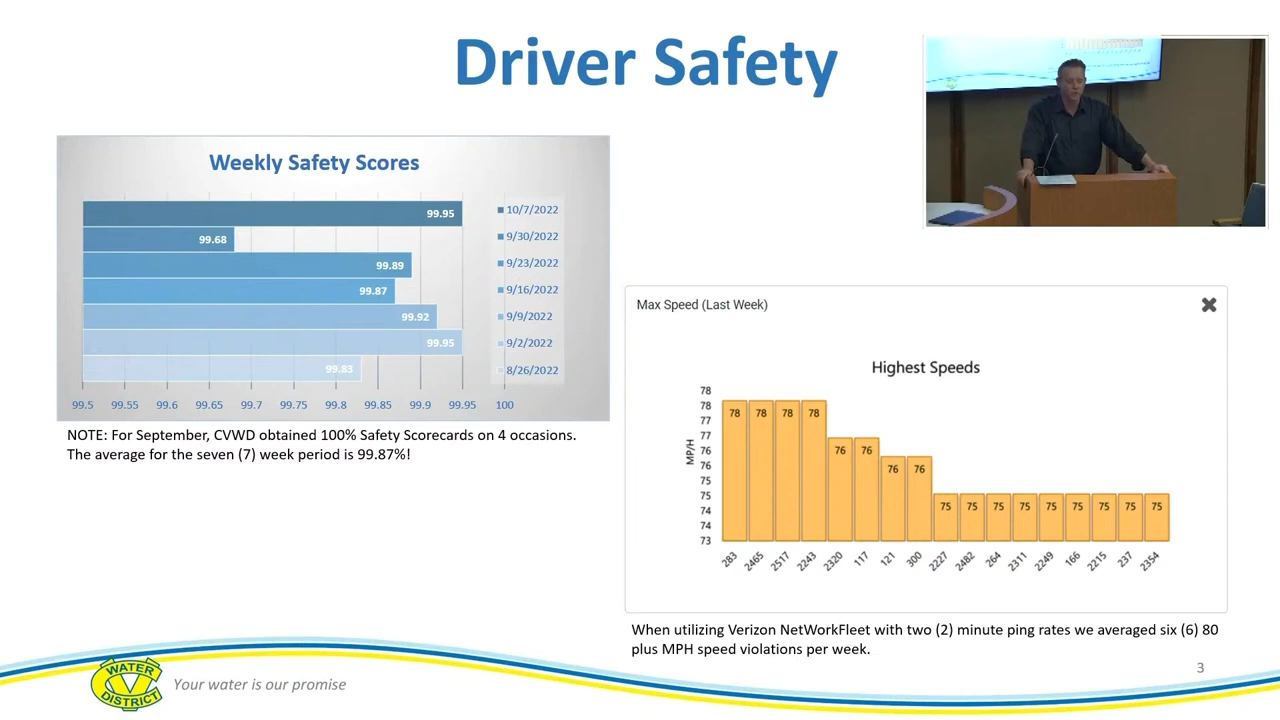 Driver Safety
Weekly Safety Scores
99.95
99.68
99.89
99.87
99.92
99.95
99.83
10/7/2022
9/30/2022
9/23/2022
9/16/2022
9/9/2022
9/2/2022
8/26/2022
99.5 99.55 99.6 99.65 99.7 99.75 99.8 99.85 99.9 99.95 100
NOTE: For September, CVWD obtained 100% Safety Scorecards on 4 occasions.
The average for the seven (7) week period is 99.87%!
Max Speed (Last Week)
Highest Speeds
MP/H
78
78
77
77
76
76
75
75
74
74
73
78 78 78 78 76 76 76 76 75 75 75 75 75 75 75 75 75
283 2465 2517 2243 2320 117 121 300 2227 2482 264 2311 2249 166 2215 237 2354
When utilizing Verizon NetWorkFleet with two (2) minute ping rates we averaged six (6) 80
plus MPH speed violations per week.
3
WATER
DISTRICT
Your water is our promise